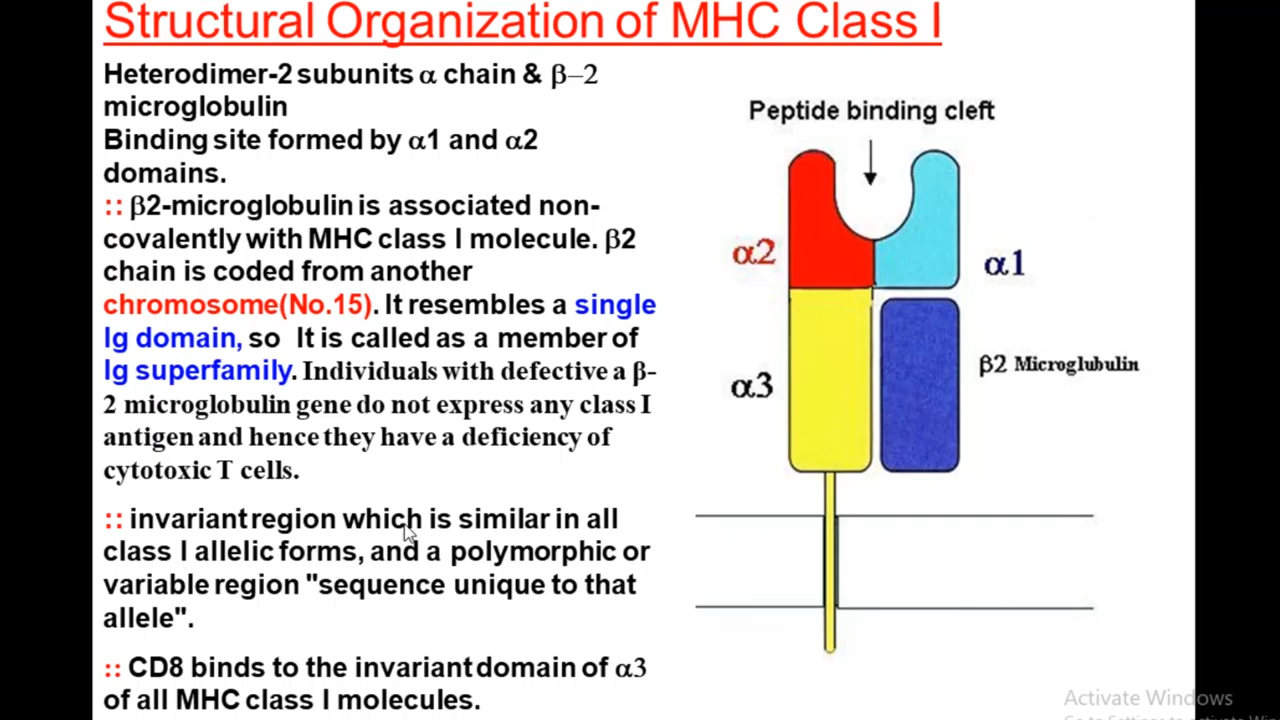 Structural Organization of MHC Class I
Heterodimer-2 subunits α chain & β–2
microglobulin
Binding site formed by α1 and α2
domains.
:: β2-microglobulin is associated non-
covalently with MHC class I molecule. β2
chain is coded from another
chromosome(No.15). It resembles a single
Ig domain, so It is called as a member of
Ig superfamily. Individuals with defective a β-
2 microglobulin gene do not express any class I
antigen and hence they have a deficiency of
cytotoxic T cells.
:: invariant region which is similar in all
class I allelic forms, and a polymorphic or
variable region "sequence unique to that
allele".
:: CD8 binds to the invariant domain of α3
of all MHC class I molecules.
Peptide binding cleft
α2
α1
α3
β2 Microglubulin
Activate Windows
Go to Settings to activate